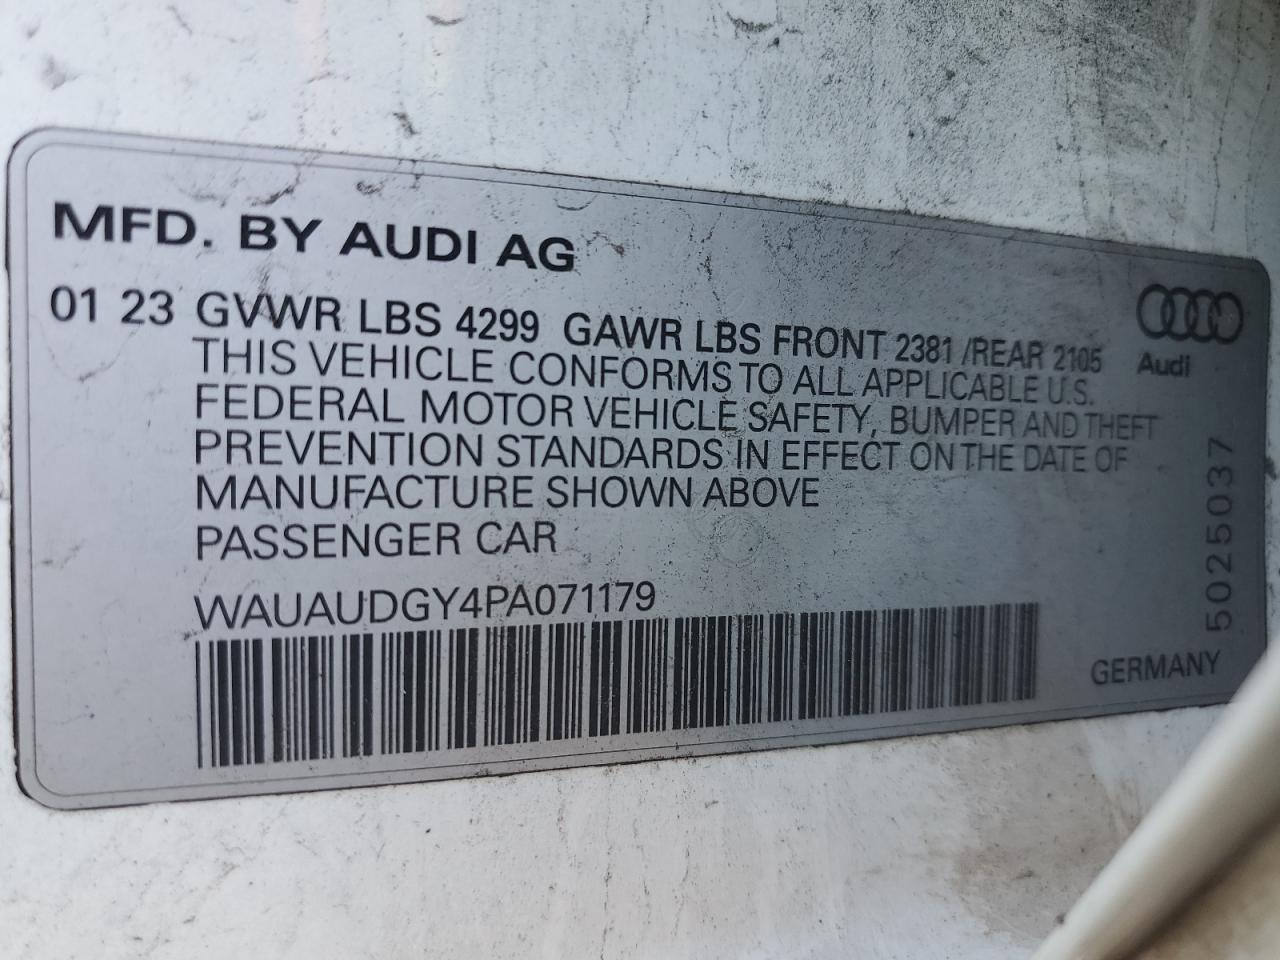 MFD. BY AUDI AG
01 23 GVWR LBS 4299 GAWR LBS FRONT 2381 /REAR 2105
THIS VEHICLE CONFORMS TO ALL APPLICABLE U.S.
FEDERAL MOTOR VEHICLE SAFETY, BUMPER AND THEFT
PREVENTION STANDARDS IN EFFECT ON THE DATE OF
MANUFACTURE SHOWN ABOVE
PASSENGER CAR
WAUAUDGY4PA071179
Audi
5025037
GERMANY